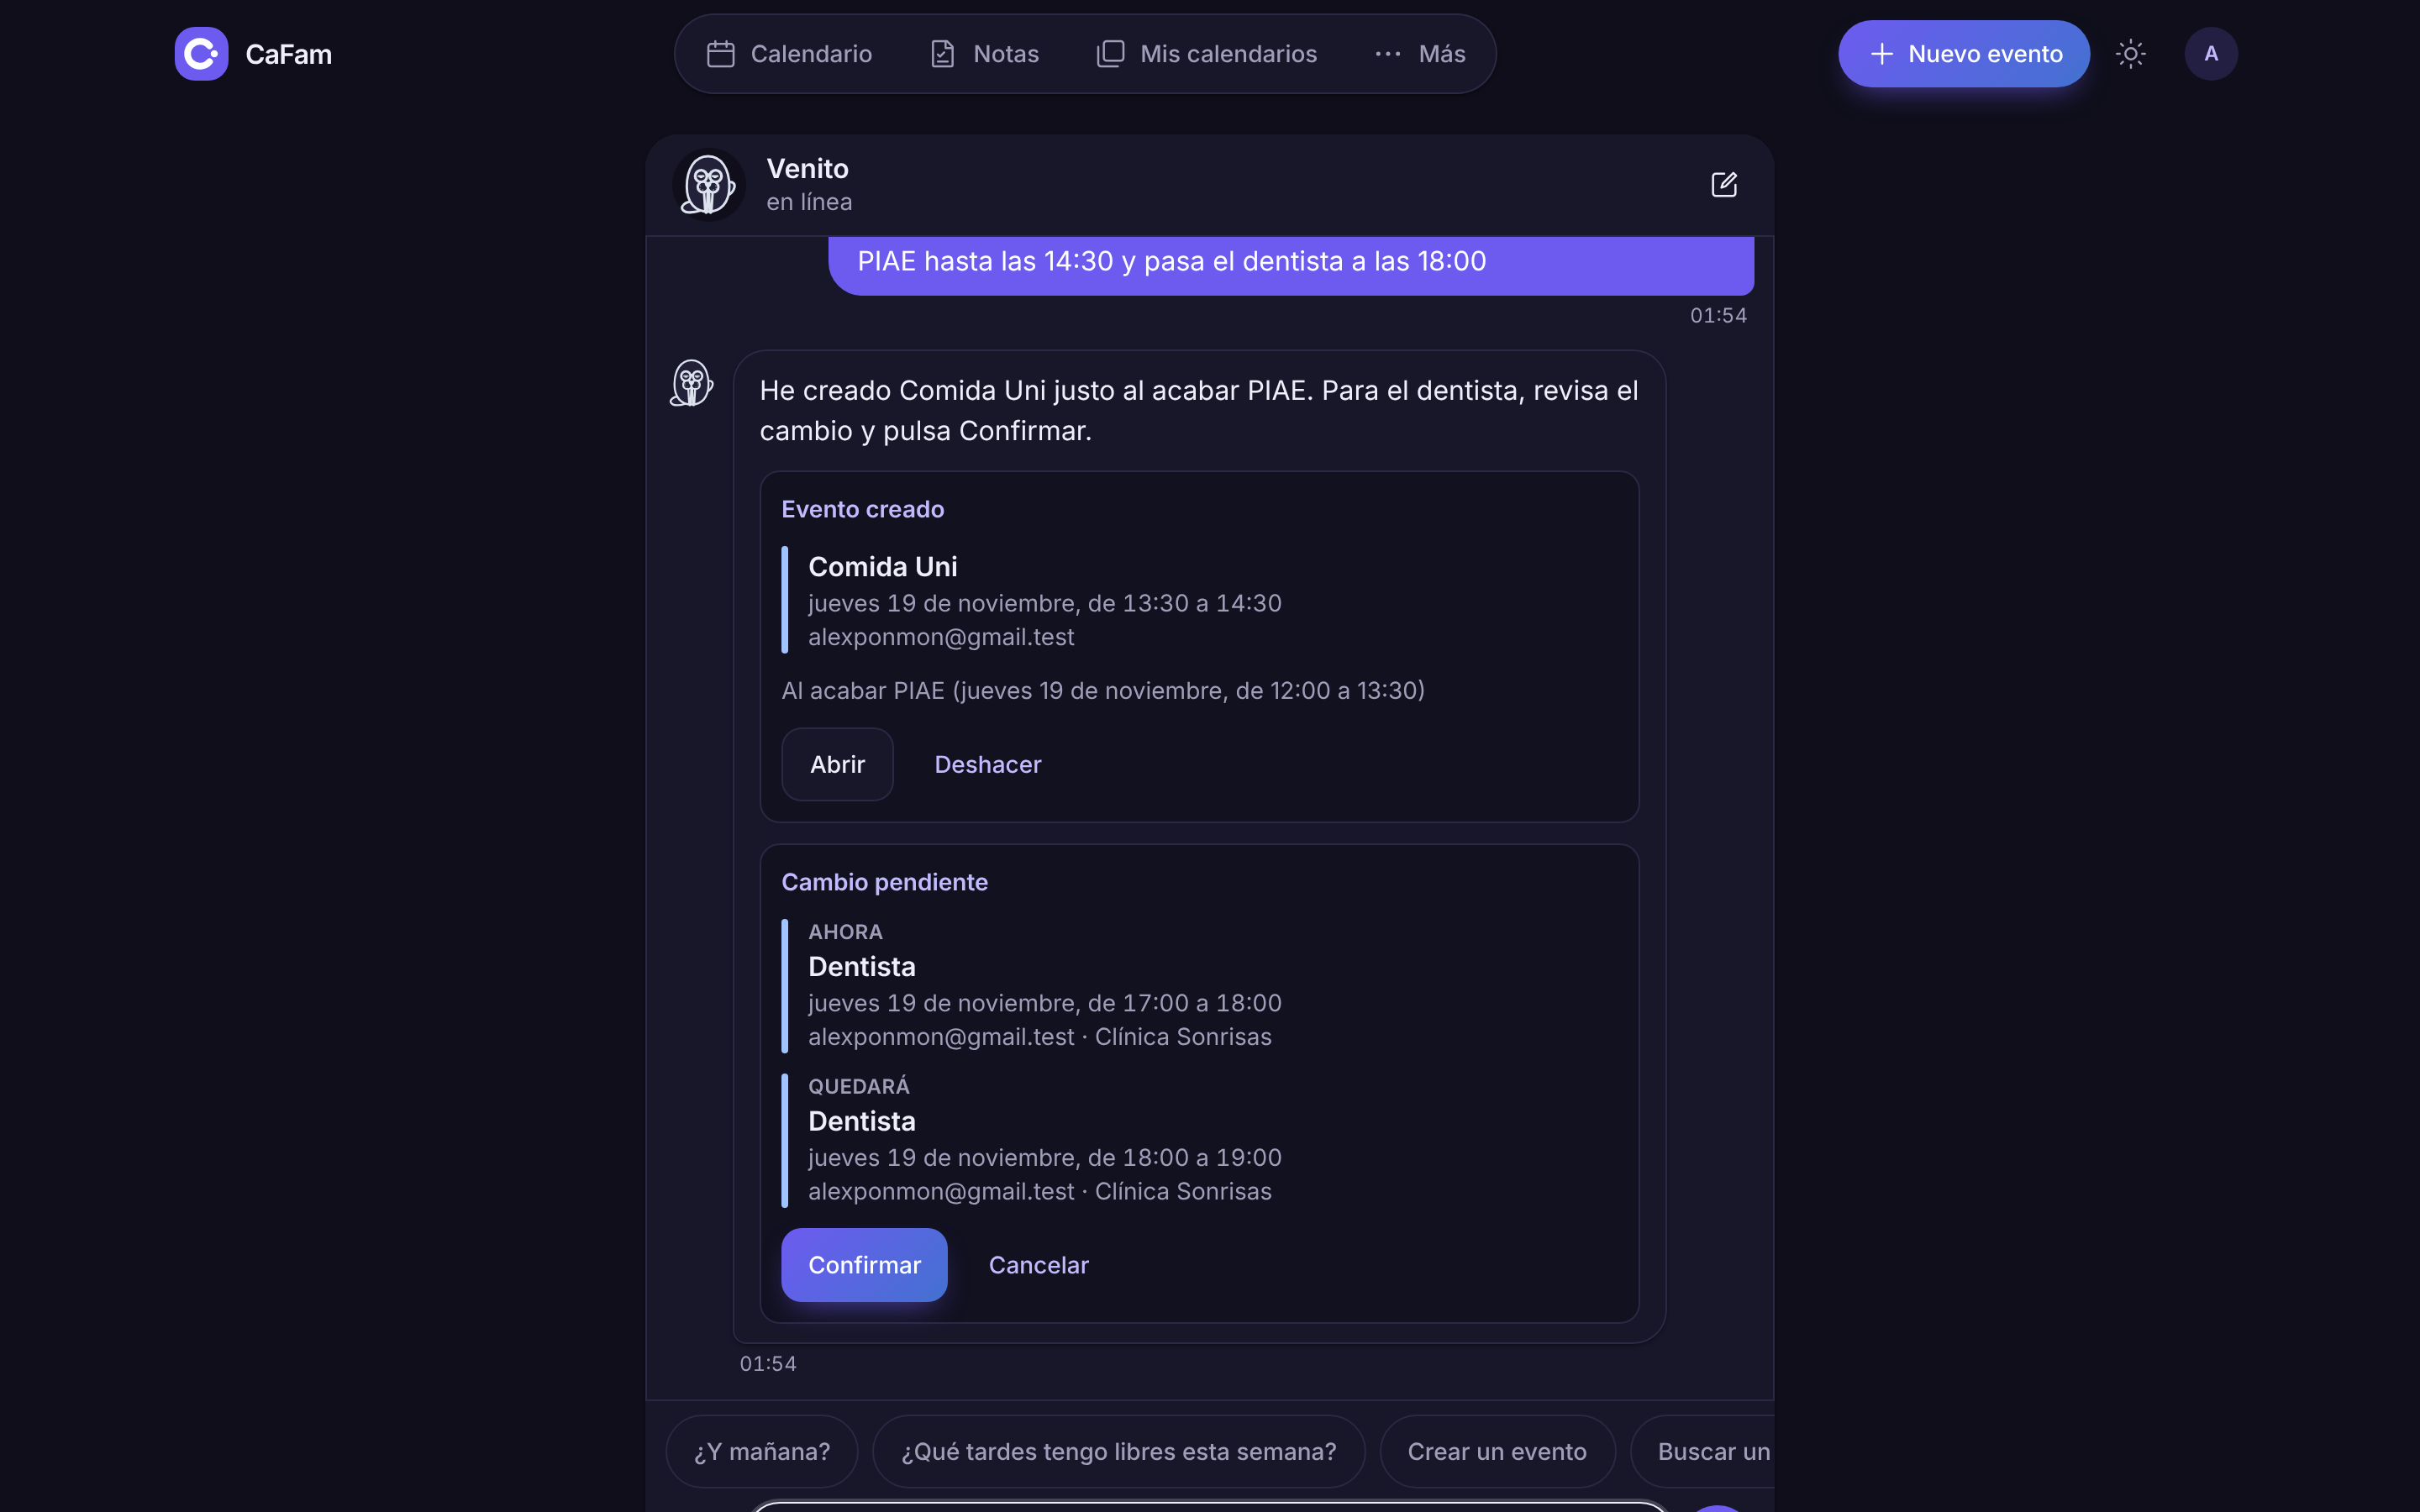 CaFam
Calendario
Notas
Mis calendarios
Más
Nuevo evento
A
Venito
en línea
PIAE hasta las 14:30 y pasa el dentista a las 18:00
01:54
He creado Comida Uni justo al acabar PIAE. Para el dentista, revisa el
cambio y pulsa Confirmar.
Evento creado
Comida Uni
jueves 19 de noviembre, de 13:30 a 14:30
alexponmon@gmail.test
Al acabar PIAE (jueves 19 de noviembre, de 12:00 a 13:30)
Abrir
Deshacer
Cambio pendiente
AHORA
Dentista
jueves 19 de noviembre, de 17:00 a 18:00
alexponmon@gmail.test · Clínica Sonrisas
QUEDARÁ
Dentista
jueves 19 de noviembre, de 18:00 a 19:00
alexponmon@gmail.test · Clínica Sonrisas
Confirmar
Cancelar
01:54
¿Y mañana?
¿Qué tardes tengo libres esta semana?
Crear un evento
Buscar un